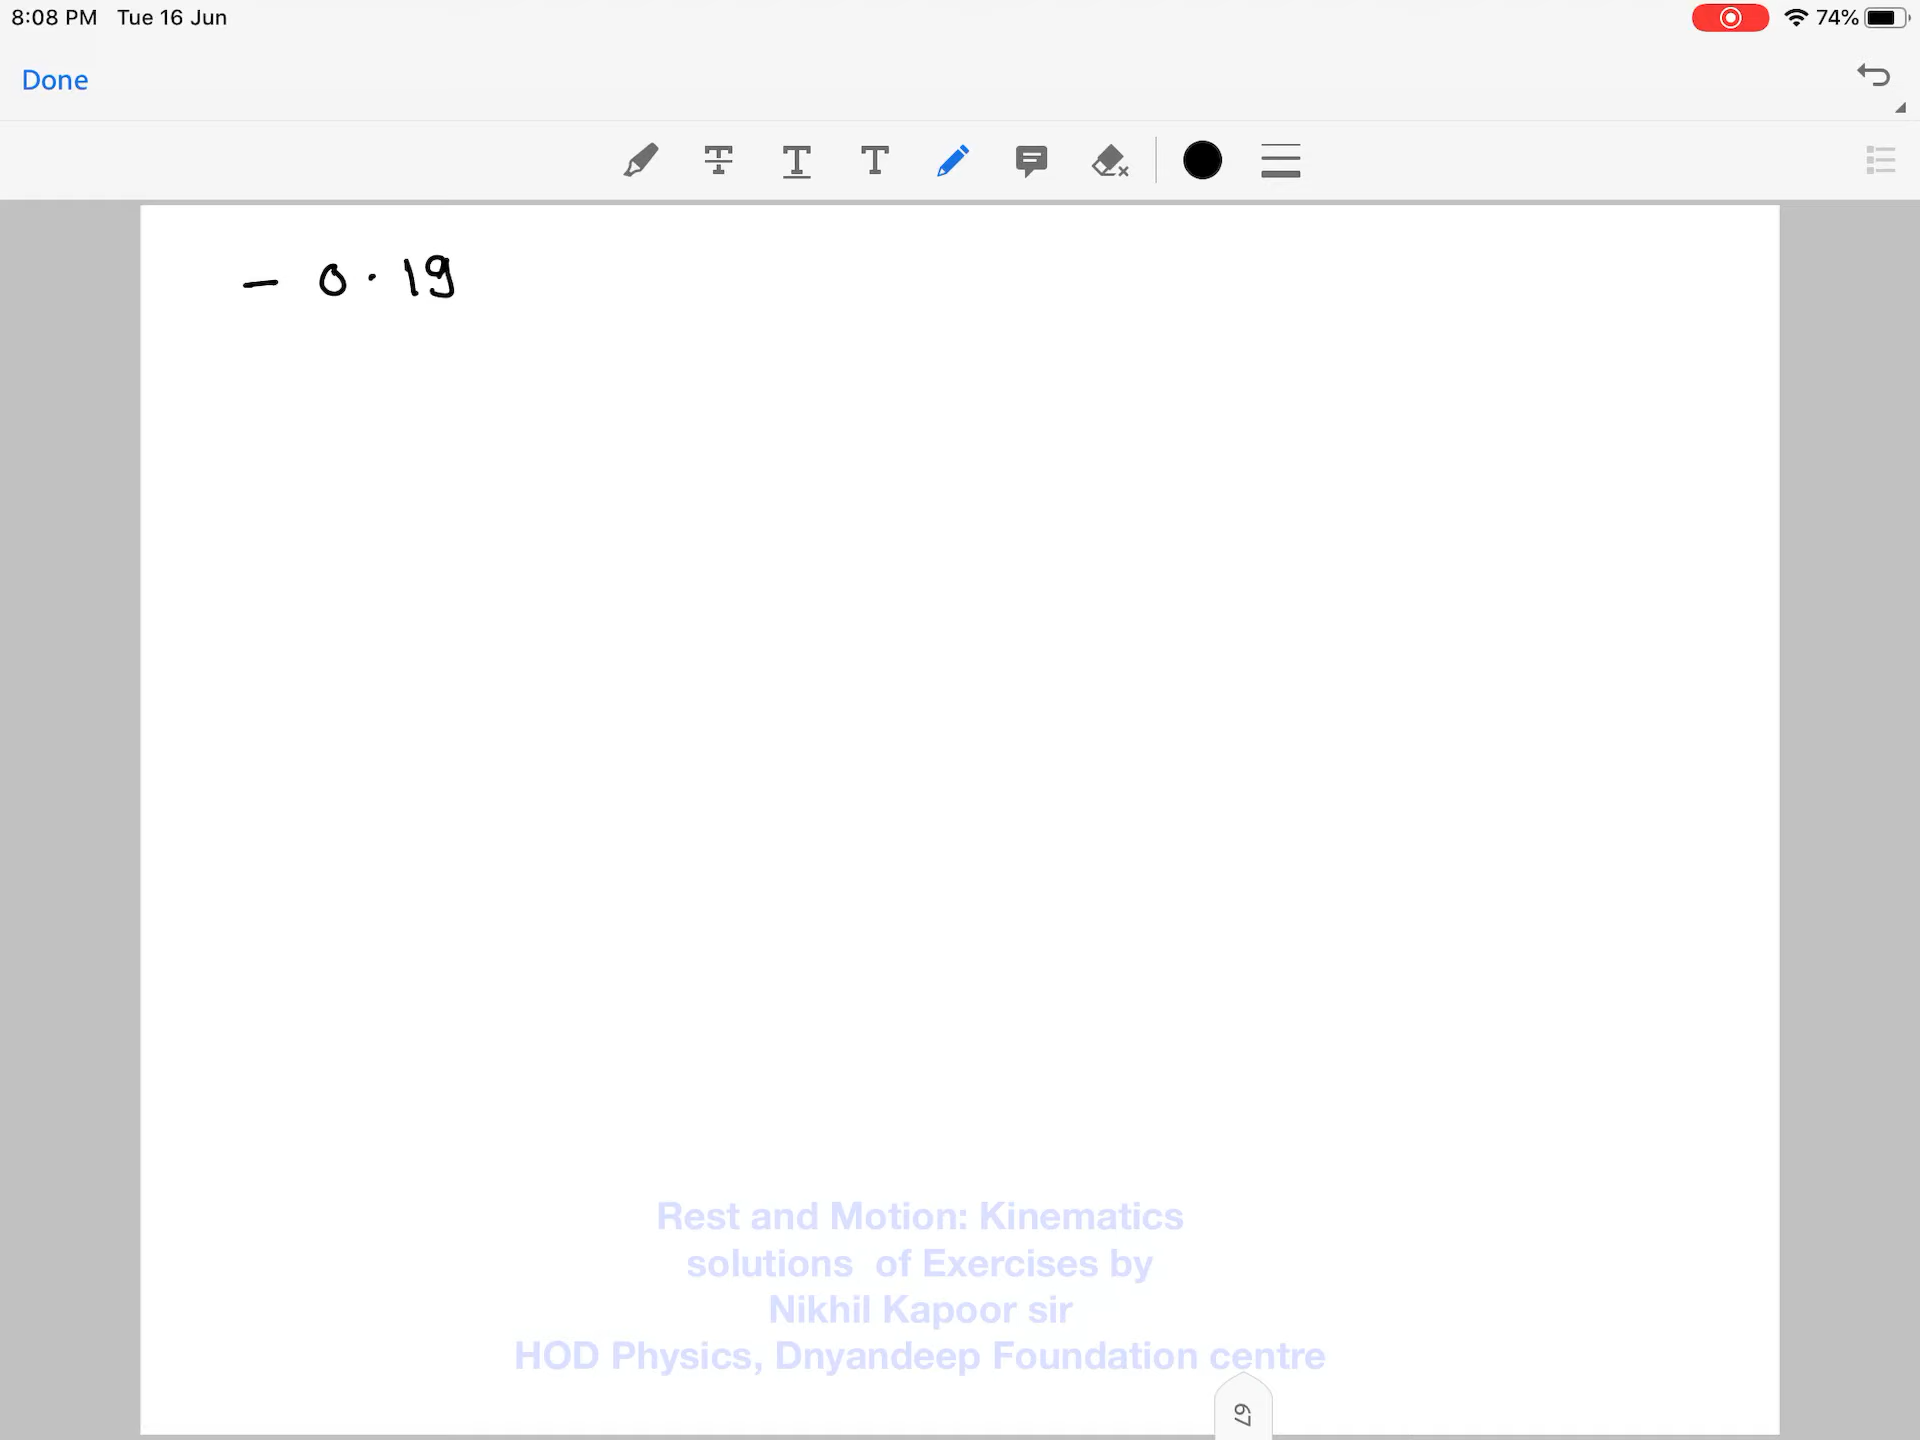 8:08 PM Tue 16 Jun
74%
Done
- 0.19
Rest and Motion: Kinematics
solutions of Exercises by
Nikhil Kapoor sir
HOD Physics, Dnyandeep Foundation centre
67